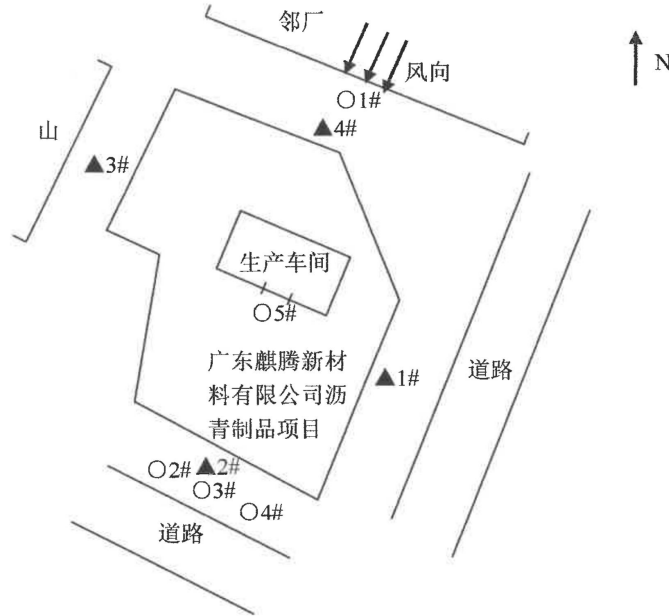 邻厂
风向
N
○1#
▲4#
山
▲3#
生产车间
○5#
广东麒腾新材
料有限公司沥
青制品项目
▲1#
道路
○2#
▲2#
○3#
○4#
道路